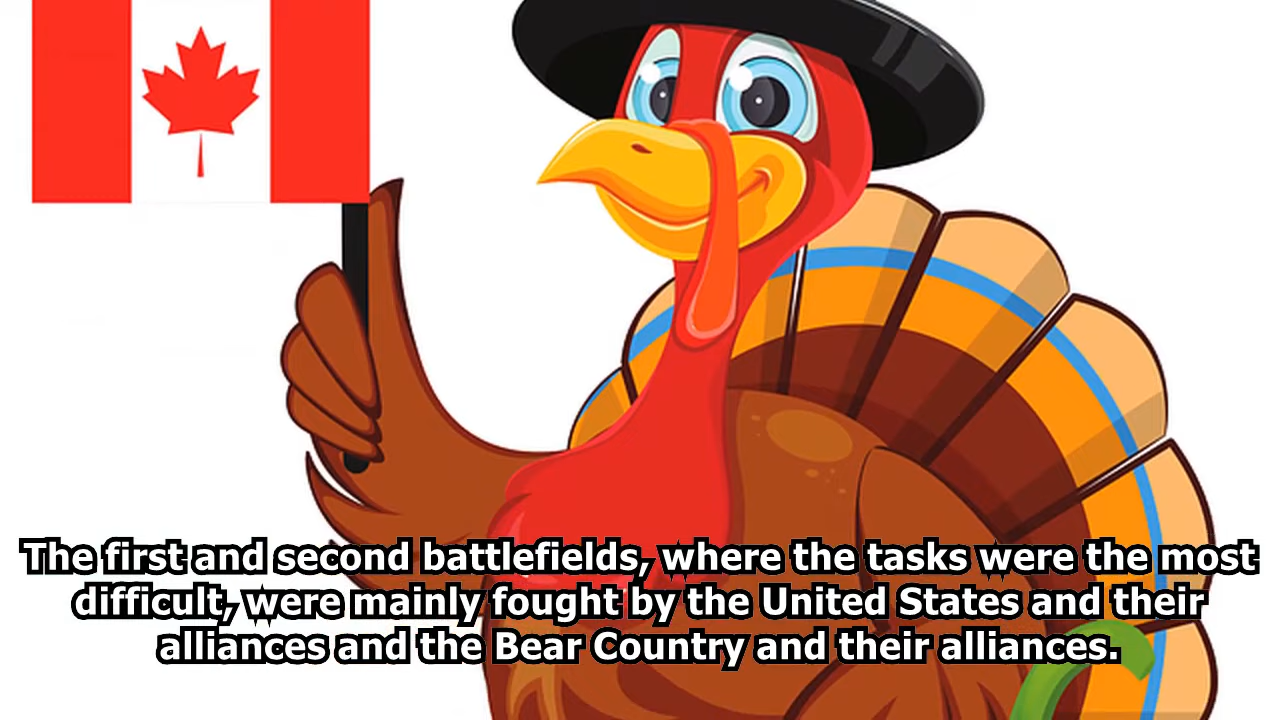 The first and second battlefields, where the tasks were the most
difficult, were mainly fought by the United States and their
alliances and the Bear Country and their alliances.